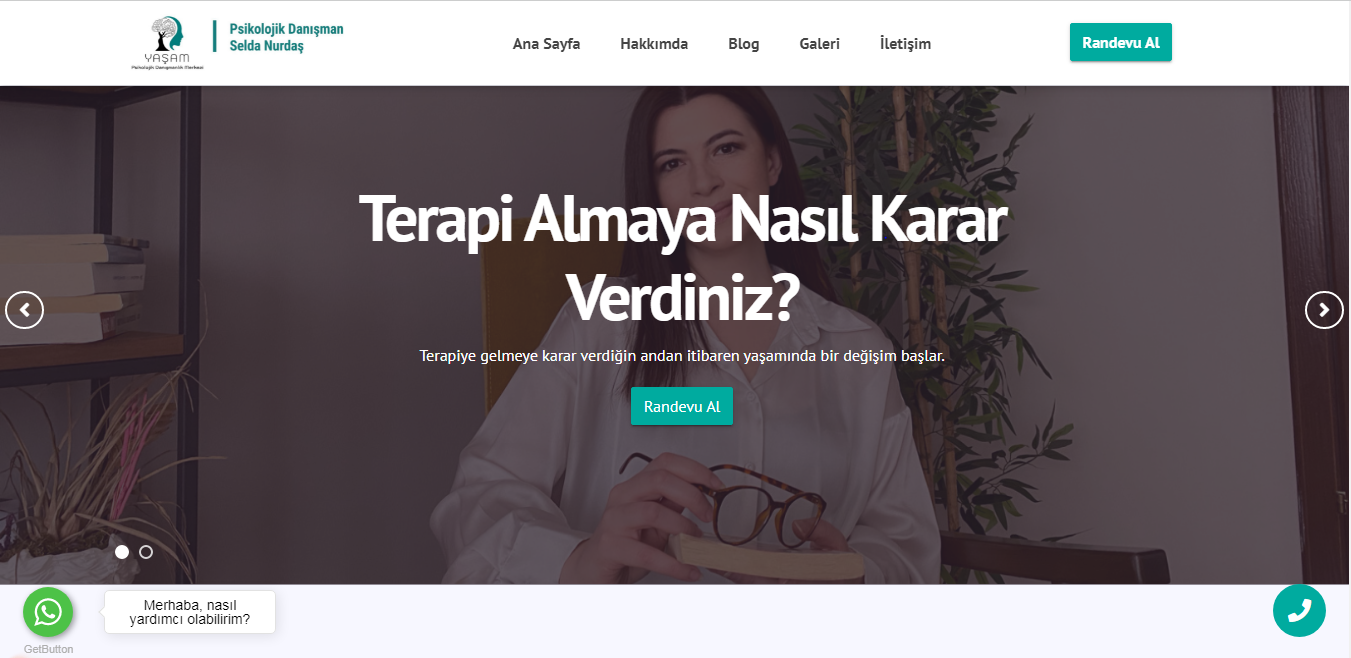 YAŞAM
Psikolojik Danışmanlık Merkezi
Psikolojik Danışman
Selda Nurdaş
Ana Sayfa
Hakkımda
Blog
Galeri
İletişim
Randevu Al
Terapi Almaya Nasıl Karar
Verdiniz?
Terapiye gelmeye karar verdiğin andan itibaren yaşamında bir değişim başlar.
Randevu Al
Merhaba, nasıl
yardımcı olabilirim?
GetButton